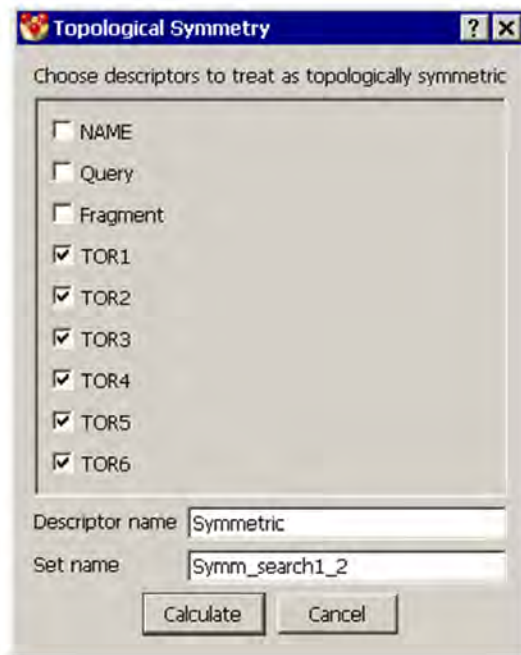 Topological Symmetry
Choose descriptors to treat as topologically symmetric
NAME
Query
Fragment
TOR1
TOR2
TOR3
TOR4
TOR5
TOR6
Descriptor name Symmetric
Set name Symm_search1_2
Calculate Cancel